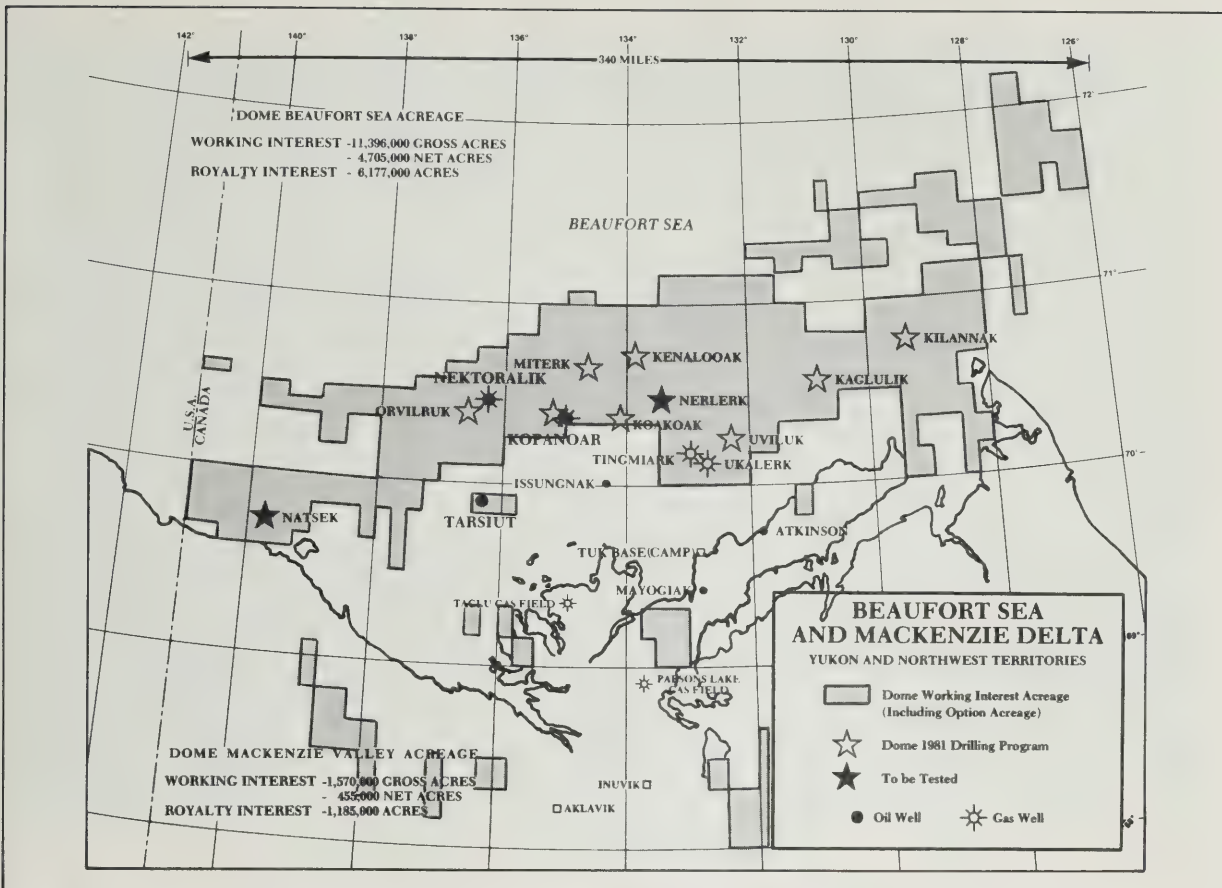 142°
140°
138°
136°
134°
132°
130°
128°
126°
340 MILES
72°
DOME BEAUFORT SEA ACREAGE
WORKING INTEREST -11,396,000 GROSS ACRES
- 4,705,000 NET ACRES
ROYALTY INTEREST - 6,177,000 ACRES
BEAUFORT SEA
71°
KILANNAK
MITERK
KENALOOAK
KAGLULIK
NEKTORALIK
NERLERK
ORVILRUK
KOPANOAR
KOAKOAK
UVILUK
U.S.A.
CANADA
TINGMIARK
UKALERK
70°
ISSUNGNAK
NATSEK
TARSIUT
ATKINSON
TUK BASE(CAMP)
MAYOGIAK
TAGLU GAS FIELD
PARSONS LAKE
GAS FIELD
69°
DOME MACKENZIE VALLEY ACREAGE
WORKING INTEREST -1,570,000 GROSS ACRES
- 455,000 NET ACRES
ROYALTY INTEREST -1,185,000 ACRES
INUVIK
AKLAVIK
BEAUFORT SEA
AND MACKENZIE DELTA
YUKON AND NORTHWEST TERRITORIES
Dome Working Interest Acreage
(Including Option Acreage)
Dome 1981 Drilling Program
To be Tested
Oil Well
Gas Well